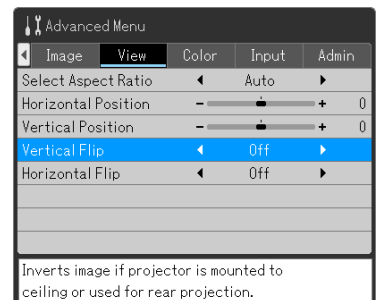 Advanced Menu
Image View Color Input Admin
Select Aspect Ratio Auto
Horizontal Position - + 0
Vertical Position - + 0
Vertical Flip Off
Horizontal Flip Off
Inverts image if projector is mounted to
ceiling or used for rear projection.